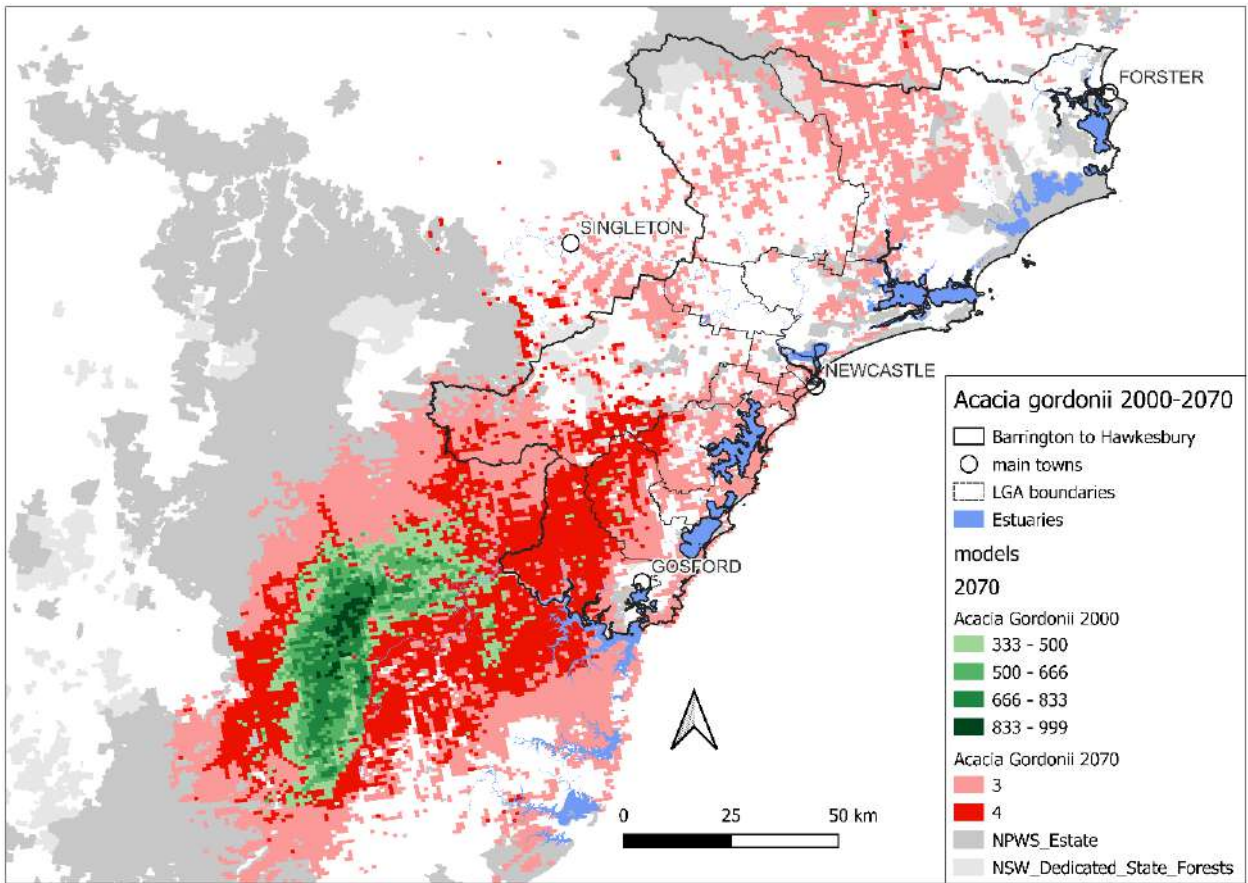 FORSTER
SINGLETON
NEWCASTLE
GOSFORD
Acacia gordonii 2000-2070
Barrington to Hawkesbury
main towns
LGA boundaries
Estuaries
models
2070
Acacia Gordonii 2000
333 - 500
500 - 666
666 - 833
833 - 999
Acacia Gordonii 2070
3
4
NPWS_Estate
NSW_Dedicated_State_Forests
0 25 50 km